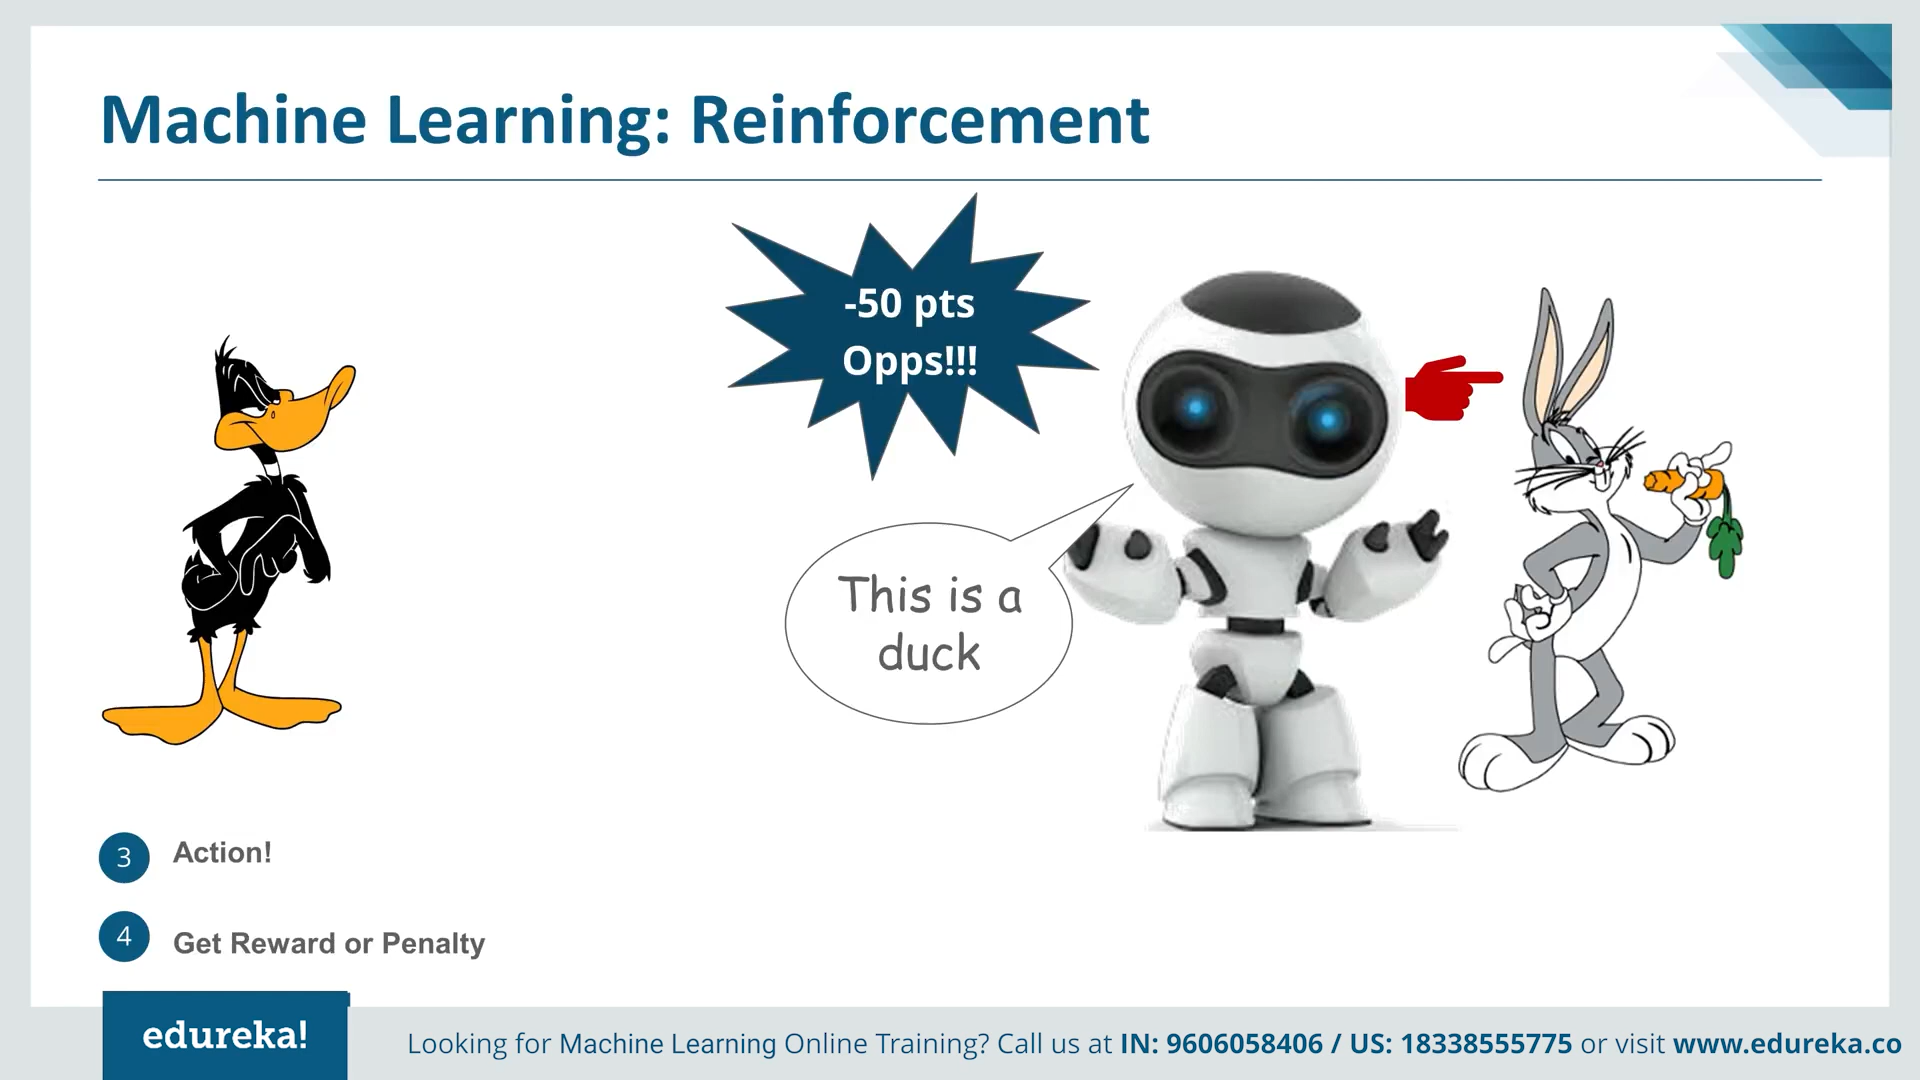 Machine Learning: Reinforcement
-50 pts
Opps!!!
This is a
duck
3 Action!
4 Get Reward or Penalty
edureka!
Looking for Machine Learning Online Training? Call us at IN: 9606058406 / US: 18338555775 or visit www.edureka.co